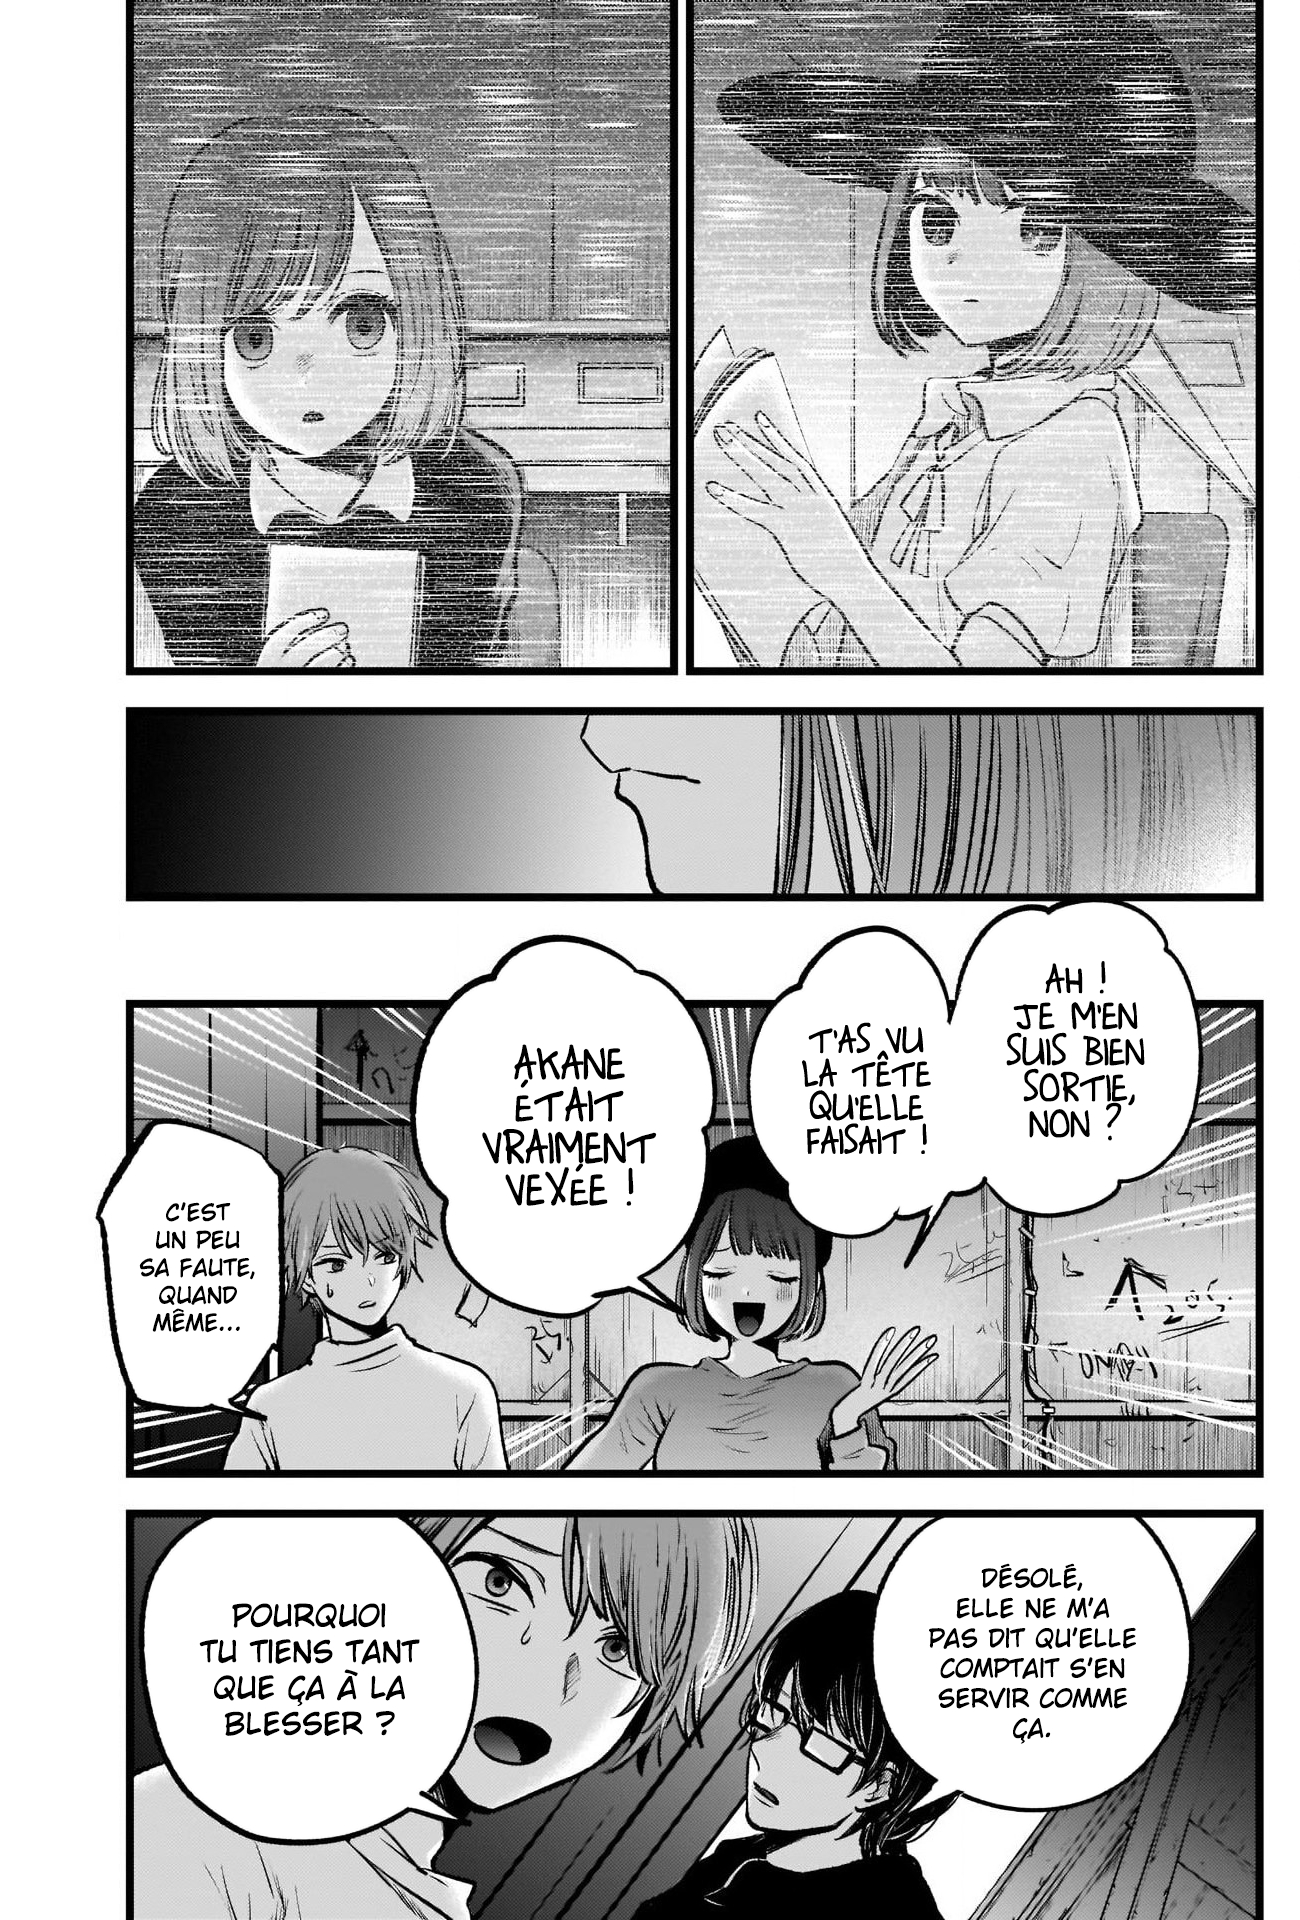 AH !
JE M'EN
SUIS BIEN
SORTIE,
NON ?
T'AS VU
LA TÊTE
QU'ELLE
FAISAIT !
AKANE
ÉTAIT
VRAIMENT
VEXÉE !
C'EST
UN PEU
SA FAUTE,
QUAND
MÊME...
DÉSOLÉ,
ELLE NE M'A
PAS DIT QU'ELLE
COMPTAIT S'EN
SERVIR COMME
ÇA.
POURQUOI
TU TIENS TANT
QUE ÇA À LA
BLESSER ?